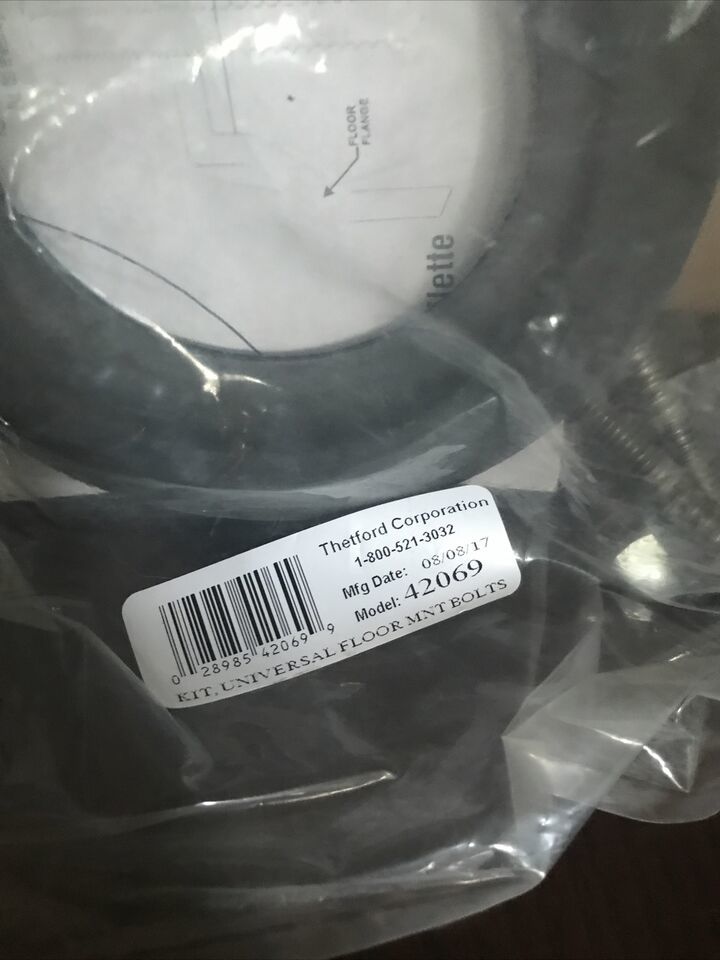 FLOOR
FLANGE
lette
Thetford Corporation
1-800-521-3032
Mfg Date: 08/08/17
Model: 42069
0 28985 42069 9
KIT, UNIVERSAL FLOOR MNT BOLTS